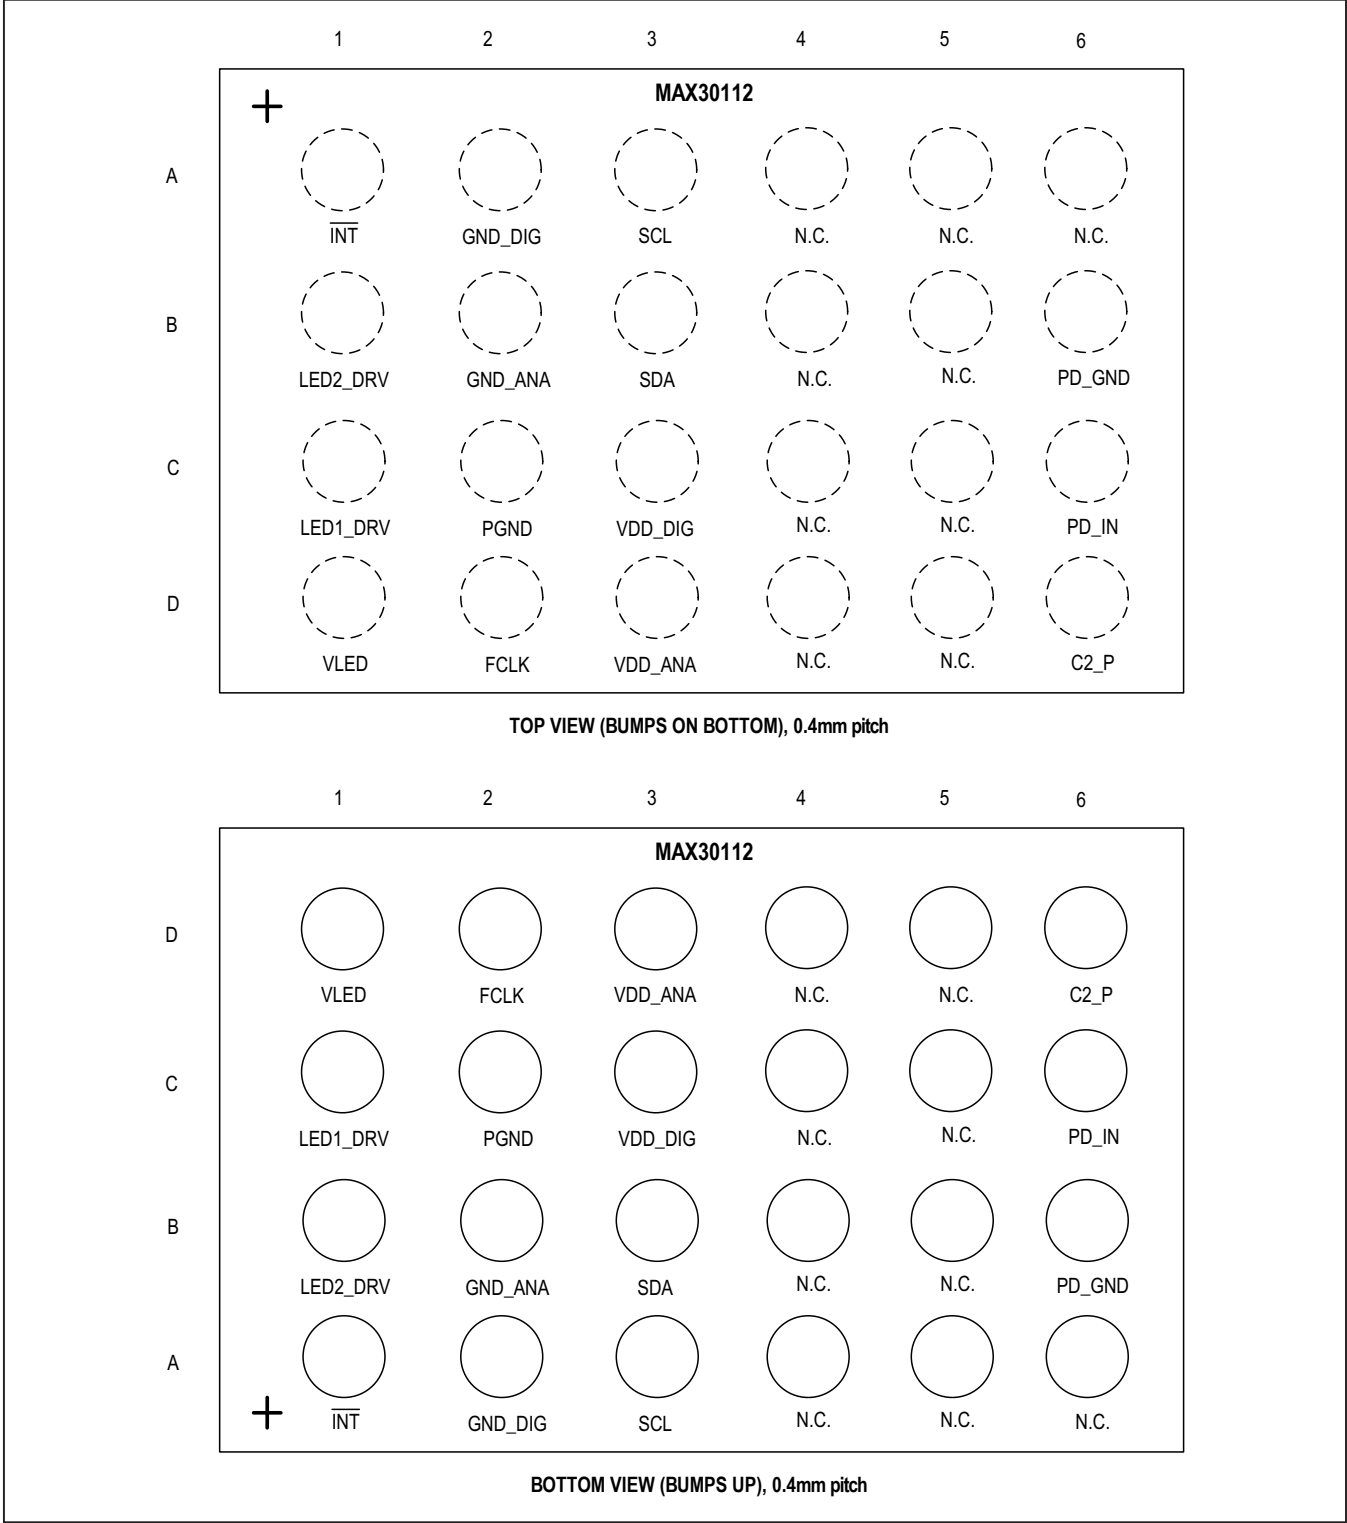 1 2 3 4 5 6
MAX30112
A
INT GND_DIG SCL N.C. N.C. N.C.
B
LED2_DRV GND_ANA SDA N.C. N.C. PD_GND
C
LED1_DRV PGND VDD_DIG N.C. N.C. PD_IN
D
VLED FCLK VDD_ANA N.C. N.C. C2_P
TOP VIEW (BUMPS ON BOTTOM), 0.4mm pitch
1 2 3 4 5 6
MAX30112
D
VLED FCLK VDD_ANA N.C. N.C. C2_P
C
LED1_DRV PGND VDD_DIG N.C. N.C. PD_IN
B
LED2_DRV GND_ANA SDA N.C. N.C. PD_GND
A
INT GND_DIG SCL N.C. N.C. N.C.
BOTTOM VIEW (BUMPS UP), 0.4mm pitch